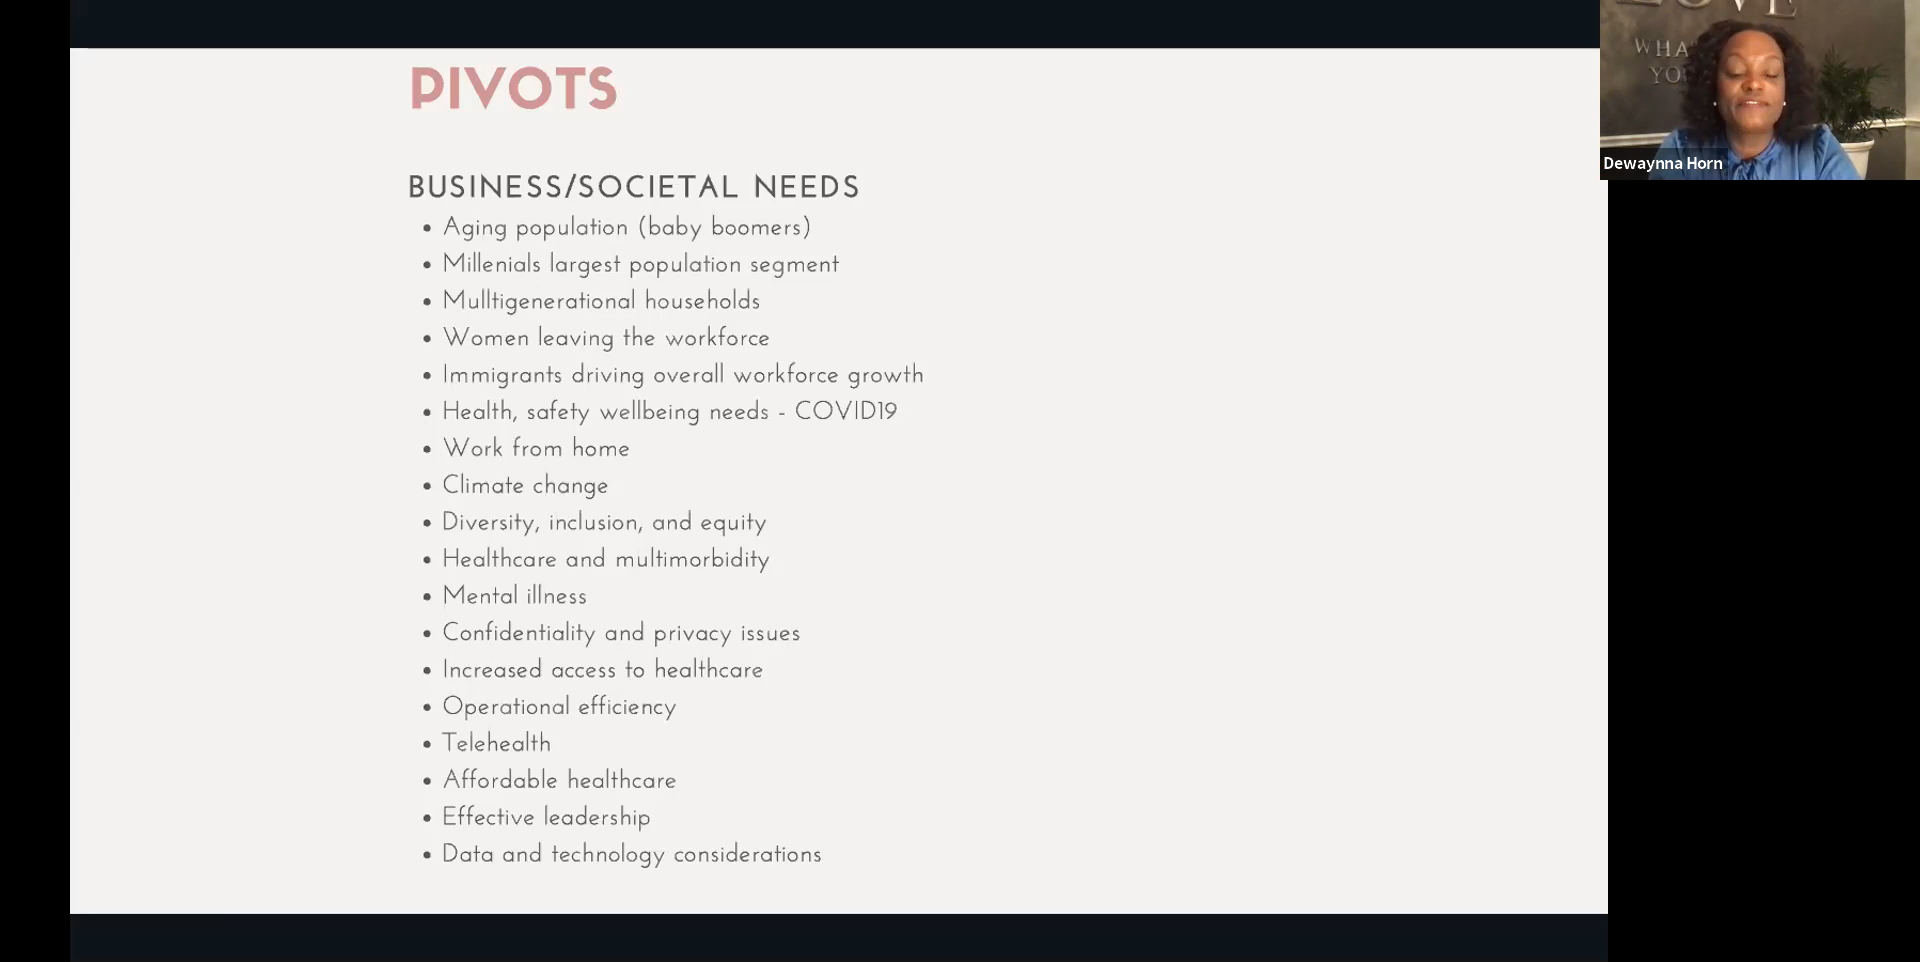 PIVOTS
BUSINESS/SOCIETAL NEEDS
• Aging population (baby boomers)
• Millenials largest population segment
• Mulltigenerational households
• Women leaving the workforce
• Immigrants driving overall workforce growth
• Health, safety wellbeing needs - COVID19
• Work from home
• Climate change
• Diversity, inclusion, and equity
• Healthcare and multimorbidity
• Mental illness
• Confidentiality and privacy issues
• Increased access to healthcare
• Operational efficiency
• Telehealth
• Affordable healthcare
• Effective leadership
• Data and technology considerations
LOVE
WHA
YO
Dewaynna Horn